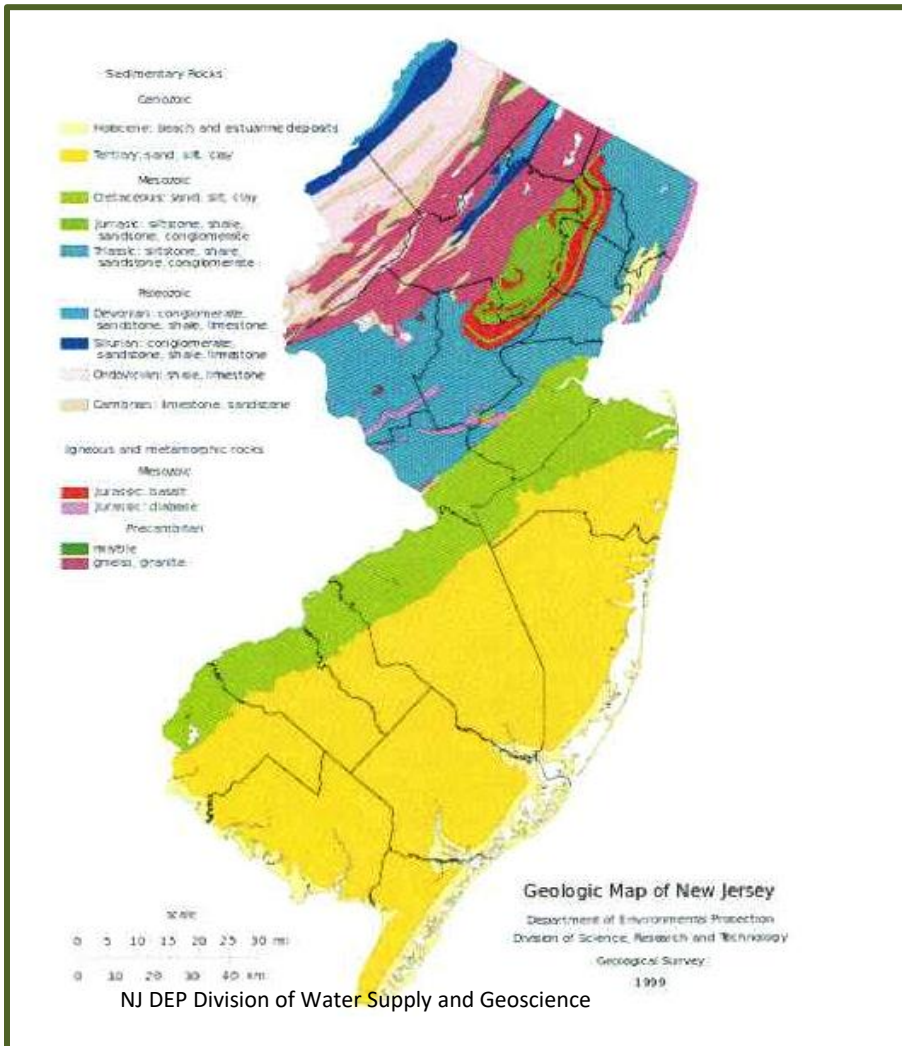 Sedimentary Rocks
Cenozoic
Holocene: beach and estuarine deposits
Tertiary: sand, silt, clay
Mesozoic
Cretaceous: sand, silt, clay
Jurassic: siltstone, shale,
sandstone, conglomerate
Triassic: siltstone, shale,
sandstone, conglomerate
Paleozoic
Devonian: conglomerate,
sandstone, shale, limestone
Silurian: conglomerate,
sandstone, shale, limestone
Ordovician: shale, limestone
Cambrian: limestone, sandstone
Igneous and metamorphic rocks
Mesozoic
Jurassic: basalt
Jurassic: diabase
Precambrian
marble
gneiss, granite
Geologic Map of New Jersey
Department of Environmental Protection
Division of Science, Research and Technology
Geological Survey
1999
scale
0 5 10 15 20 25 30 mi
0 10 20 30 40 km
NJ DEP Division of Water Supply and Geoscience